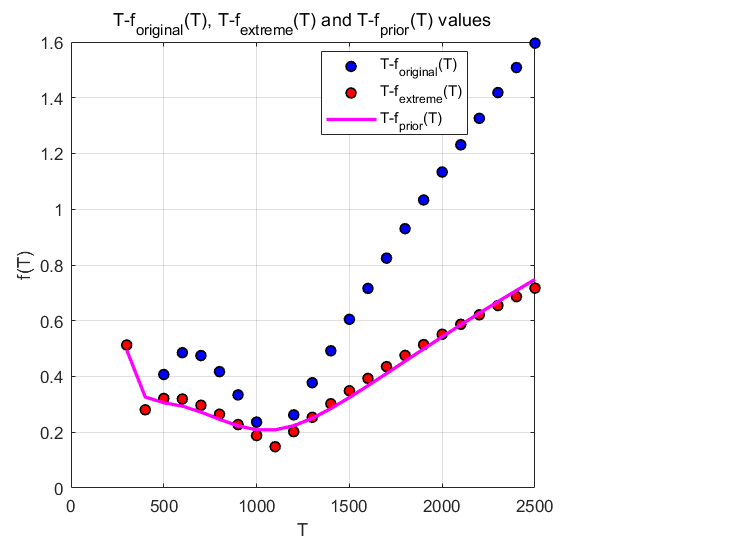 T-f_original(T), T-f_extreme(T) and T-f_prior(T) values
1.6
1.4
1.2
1
0.8
0.6
0.4
0.2
0
f(T)
T-f_original(T)
T-f_extreme(T)
T-f_prior(T)
0 500 1000 1500 2000 2500
T